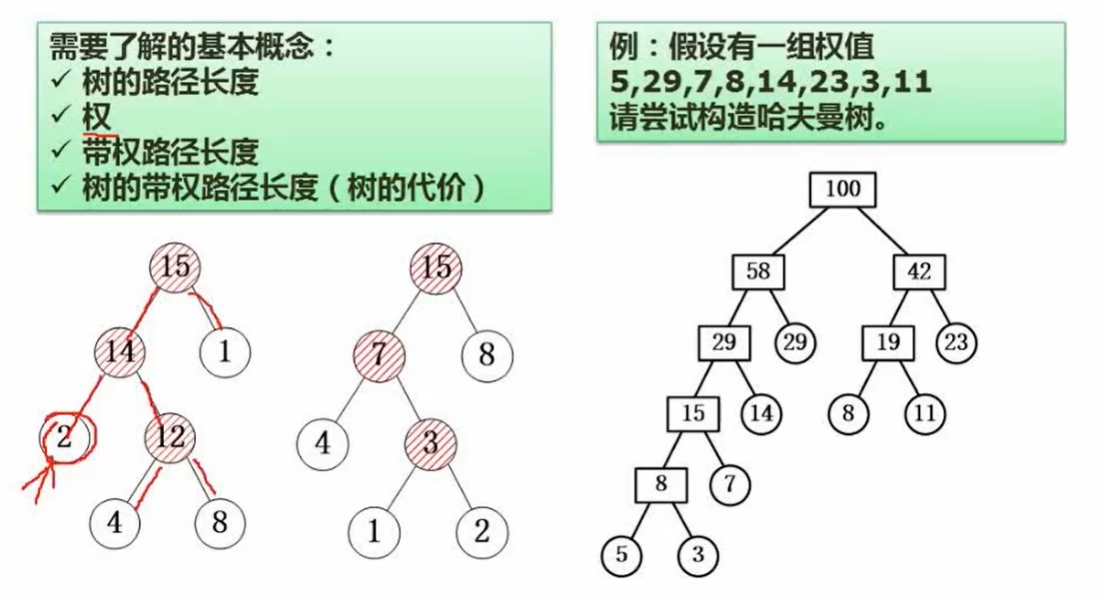 需要了解的基本概念：
✓ 树的路径长度
✓ 权
✓ 带权路径长度
✓ 树的带权路径长度（树的代价）
例：假设有一组权值
5,29,7,8,14,23,3,11
请尝试构造哈夫曼树。
15
14 1
2 12
4 8
15
7 8
4 3
1 2
100
58 42
29 29 19 23
15 14 8 11
8 7
5 3